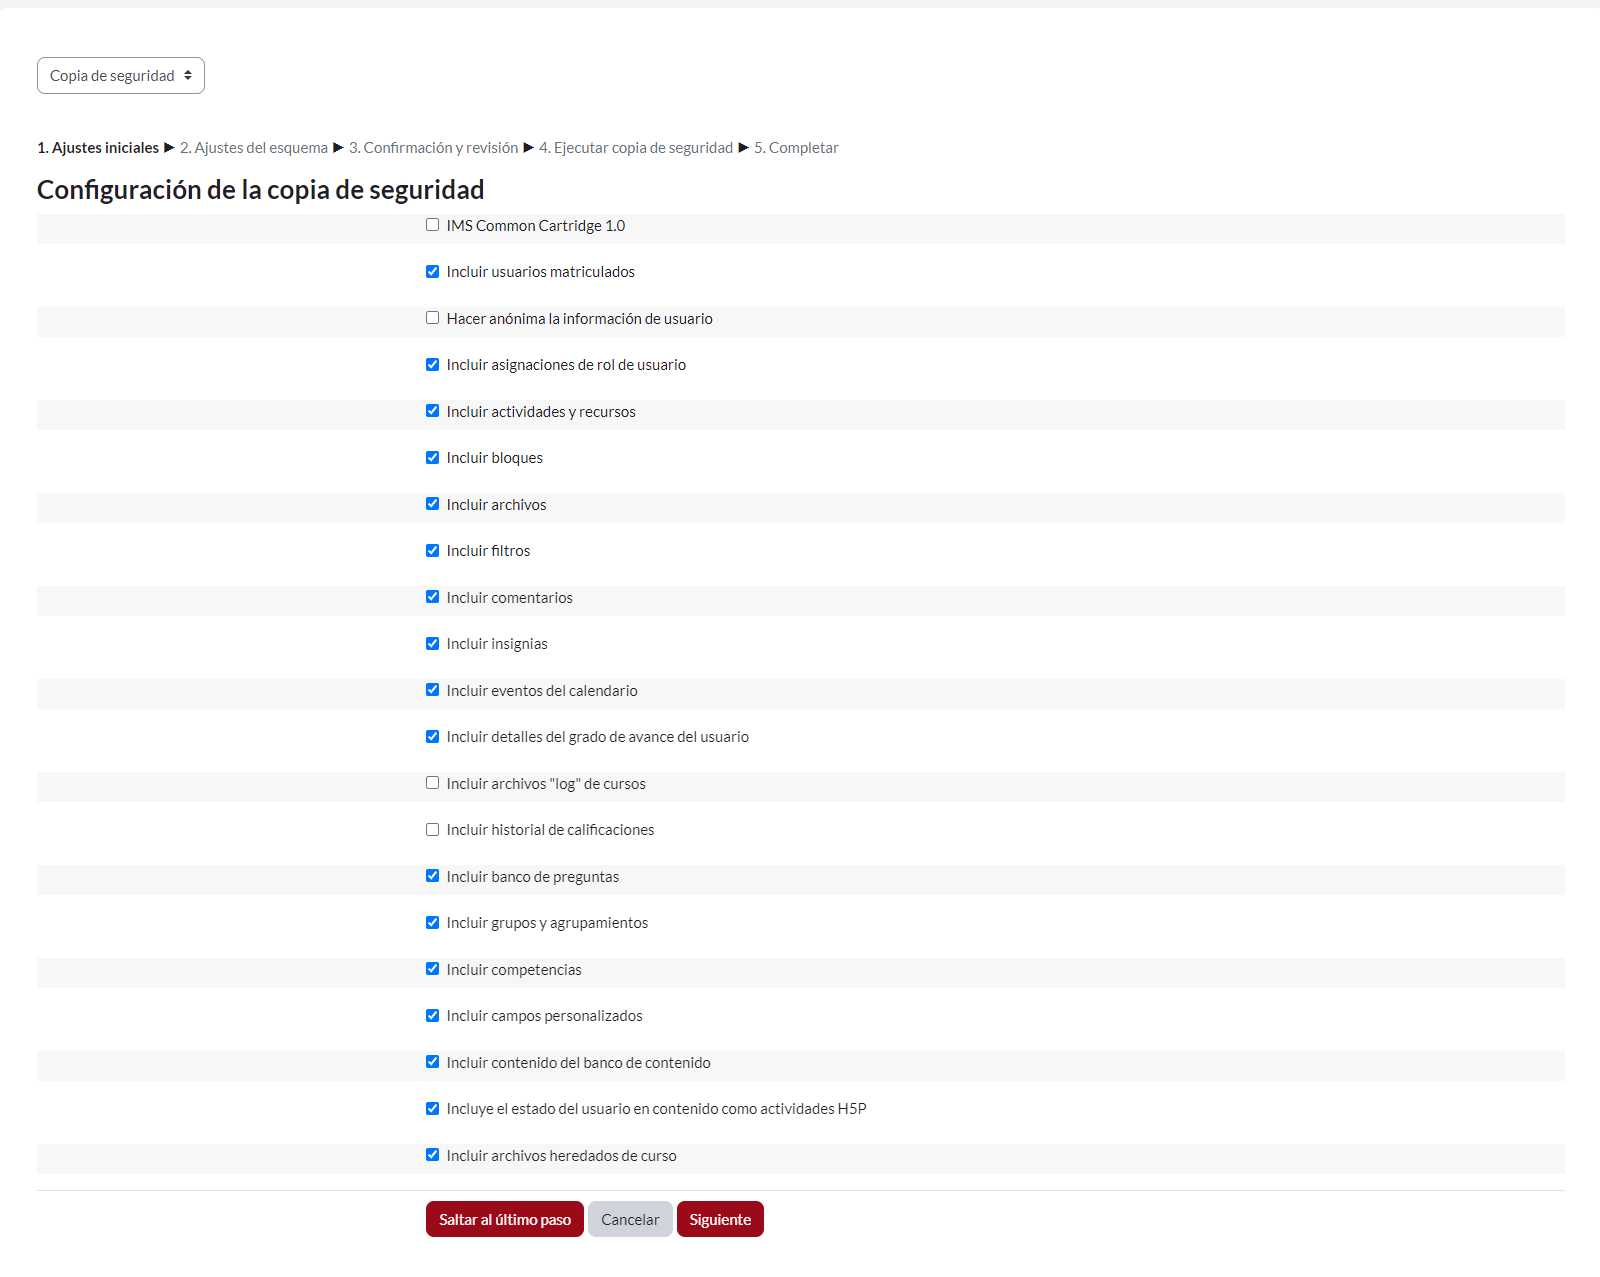 Copia de seguridad
1. Ajustes iniciales ► 2. Ajustes del esquema ► 3. Confirmación y revisión ► 4. Ejecutar copia de seguridad ► 5. Completar
Configuración de la copia de seguridad
IMS Common Cartridge 1.0
Incluir usuarios matriculados
Hacer anónima la información de usuario
Incluir asignaciones de rol de usuario
Incluir actividades y recursos
Incluir bloques
Incluir archivos
Incluir filtros
Incluir comentarios
Incluir insignias
Incluir eventos del calendario
Incluir detalles del grado de avance del usuario
Incluir archivos "log" de cursos
Incluir historial de calificaciones
Incluir banco de preguntas
Incluir grupos y agrupamientos
Incluir competencias
Incluir campos personalizados
Incluir contenido del banco de contenido
Incluye el estado del usuario en contenido como actividades H5P
Incluir archivos heredados de curso
Saltar al último paso Cancelar Siguiente